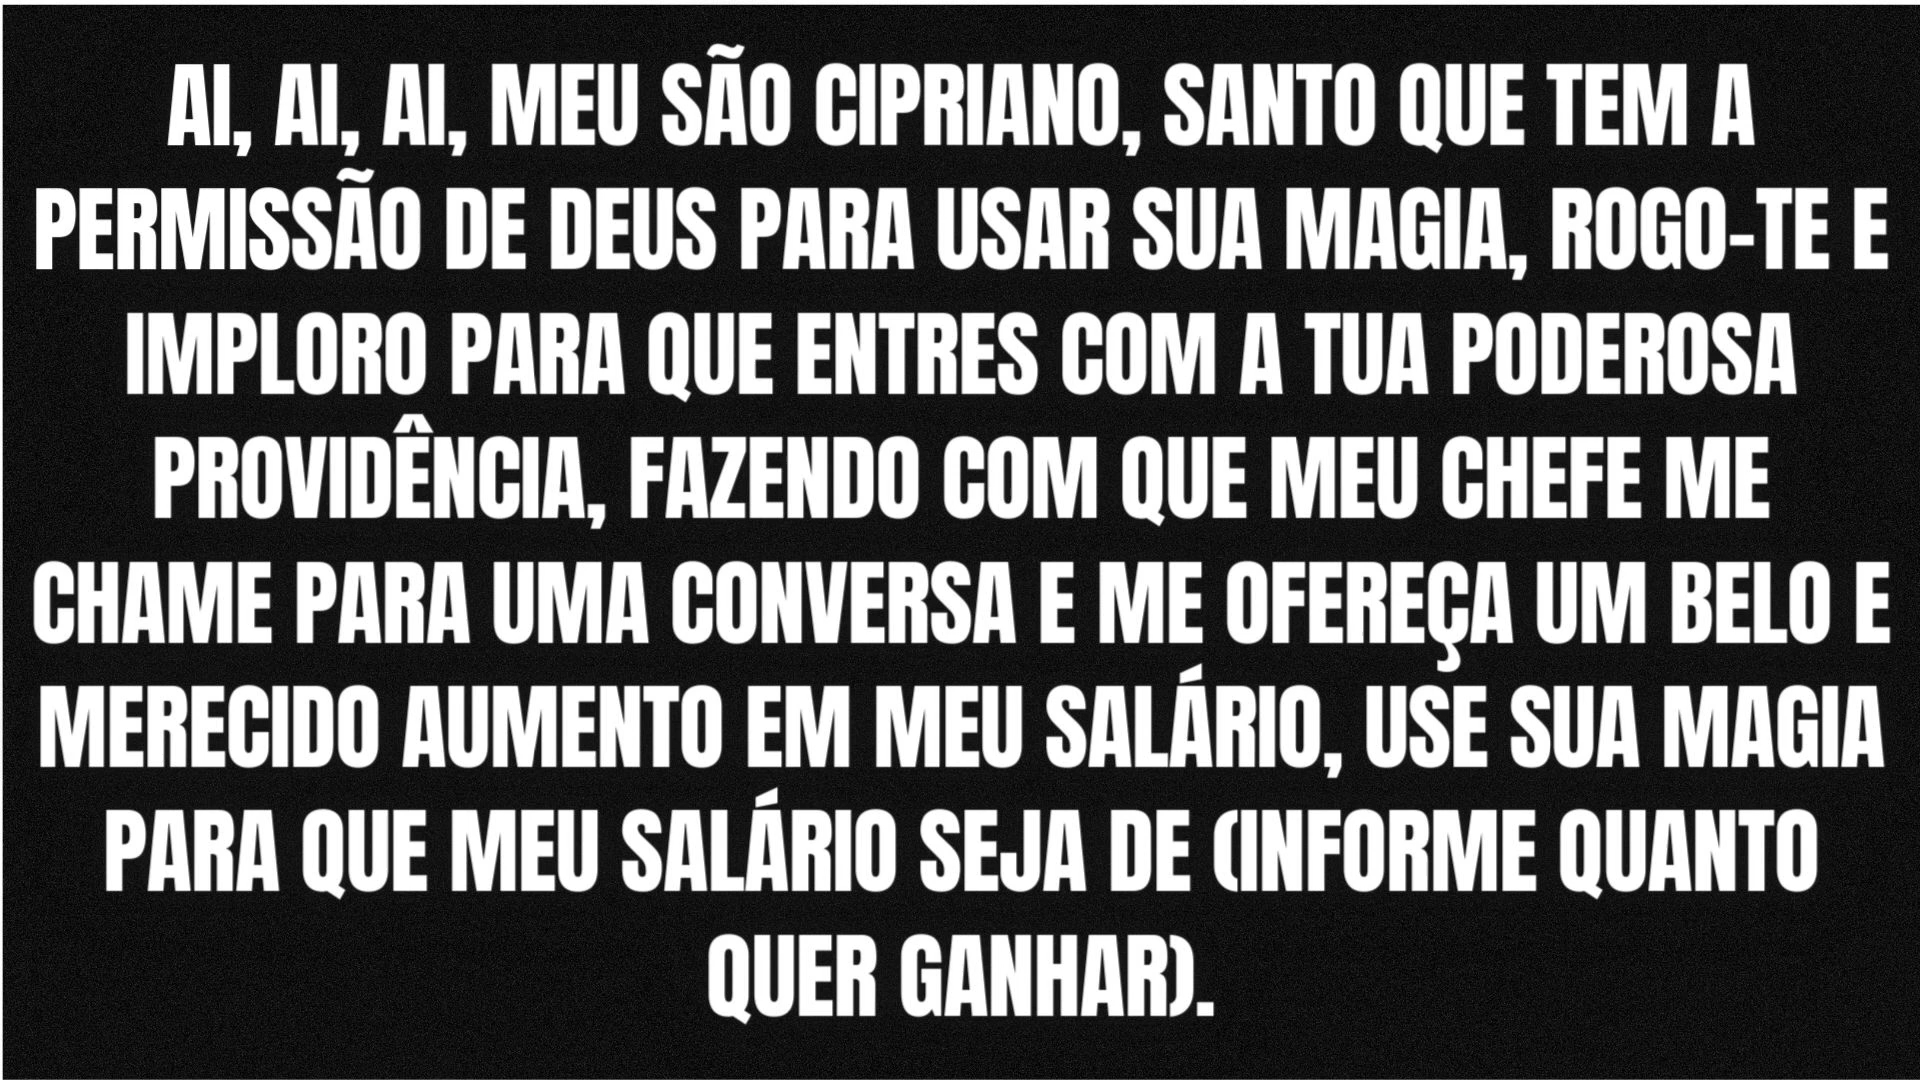 AI, AI, AI, MEU SÃO CIPRIANO, SANTO QUE TEM A
PERMISSÃO DE DEUS PARA USAR SUA MAGIA, ROGO-TE E
IMPLORO PARA QUE ENTRES COM A TUA PODEROSA
PROVIDÊNCIA, FAZENDO COM QUE MEU CHEFE ME
CHAME PARA UMA CONVERSA E ME OFEREÇA UM BELO E
MERECIDO AUMENTO EM MEU SALÁRIO, USE SUA MAGIA
PARA QUE MEU SALÁRIO SEJA DE (INFORME QUANTO
QUER GANHAR).